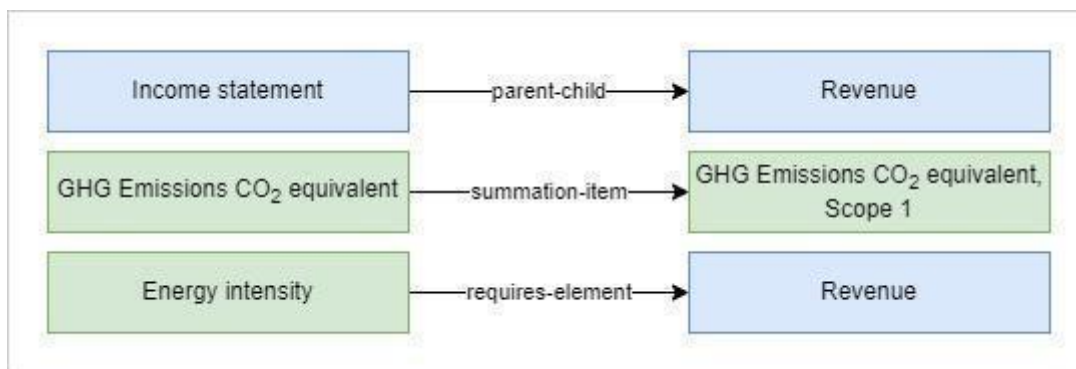 Income statement
parent-child
Revenue
GHG Emissions CO₂ equivalent
summation-item
GHG Emissions CO₂ equivalent,
Scope 1
Energy intensity
requires-element
Revenue